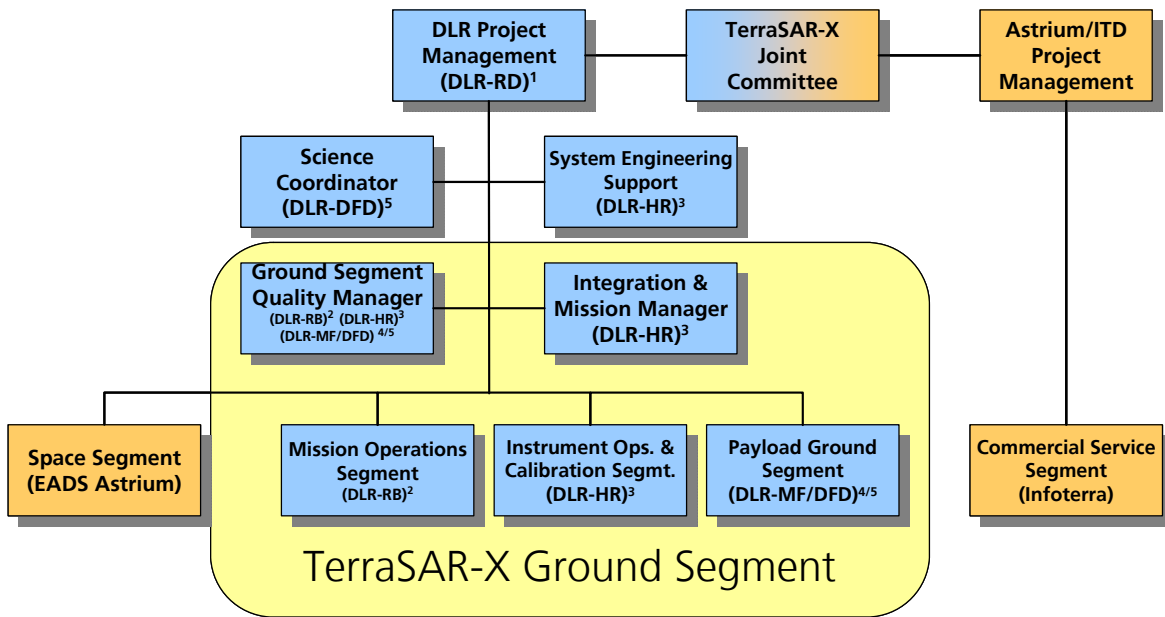 DLR Project
Management
(DLR-RD)¹
TerraSAR-X
Joint
Committee
Astrium/ITD
Project
Management
Science
Coordinator
(DLR-DFD)⁵
System Engineering
Support
(DLR-HR)³
Ground Segment
Quality Manager
(DLR-RB)² (DLR-HR)³
(DLR-MF/DFD) ⁴/⁵
Integration &
Mission Manager
(DLR-HR)³
Space Segment
(EADS Astrium)
Mission Operations
Segment
(DLR-RB)²
Instrument Ops. &
Calibration Segmt.
(DLR-HR)³
Payload Ground
Segment
(DLR-MF/DFD)⁴/⁵
Commercial Service
Segment
(Infoterra)
TerraSAR-X Ground Segment